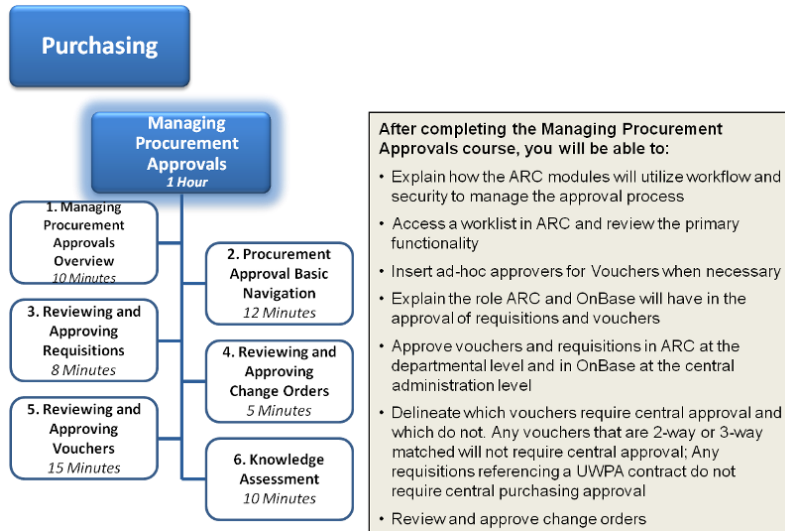 Purchasing
Managing
Procurement
Approvals
1 Hour
1. Managing
Procurement
Approvals
Overview
10 Minutes
2. Procurement
Approval Basic
Navigation
12 Minutes
3. Reviewing and
Approving
Requisitions
8 Minutes
4. Reviewing and
Approving
Change Orders
5 Minutes
5. Reviewing and
Approving
Vouchers
15 Minutes
6. Knowledge
Assessment
10 Minutes
After completing the Managing Procurement
Approvals course, you will be able to:
• Explain how the ARC modules will utilize workflow and
security to manage the approval process
• Access a worklist in ARC and review the primary
functionality
• Insert ad-hoc approvers for Vouchers when necessary
• Explain the role ARC and OnBase will have in the
approval of requisitions and vouchers
• Approve vouchers and requisitions in ARC at the
departmental level and in OnBase at the central
administration level
• Delineate which vouchers require central approval and
which do not. Any vouchers that are 2-way or 3-way
matched will not require central approval; Any
requisitions referencing a UWPA contract do not
require central purchasing approval
• Review and approve change orders